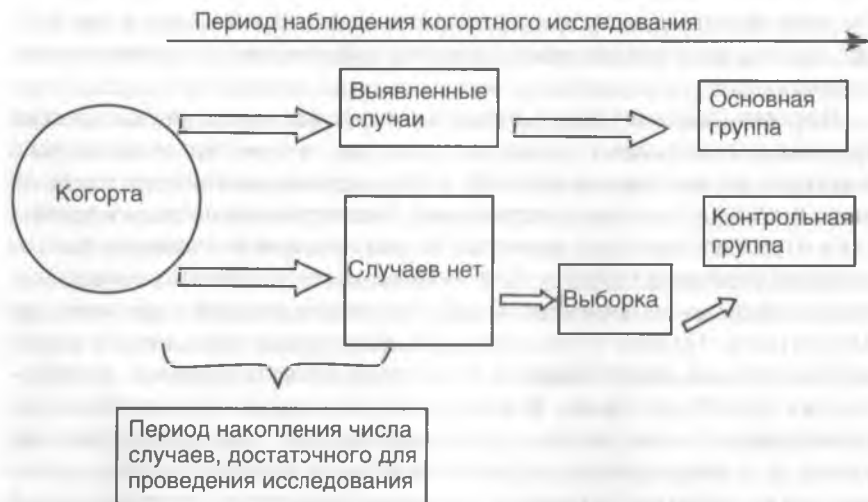 Период наблюдения когортного исследования
Выявленные
случаи
Основная
группа
Когорта
Случаев нет
Выборка
Контрольная
группа
Период накопления числа
случаев, достаточного для
проведения исследования